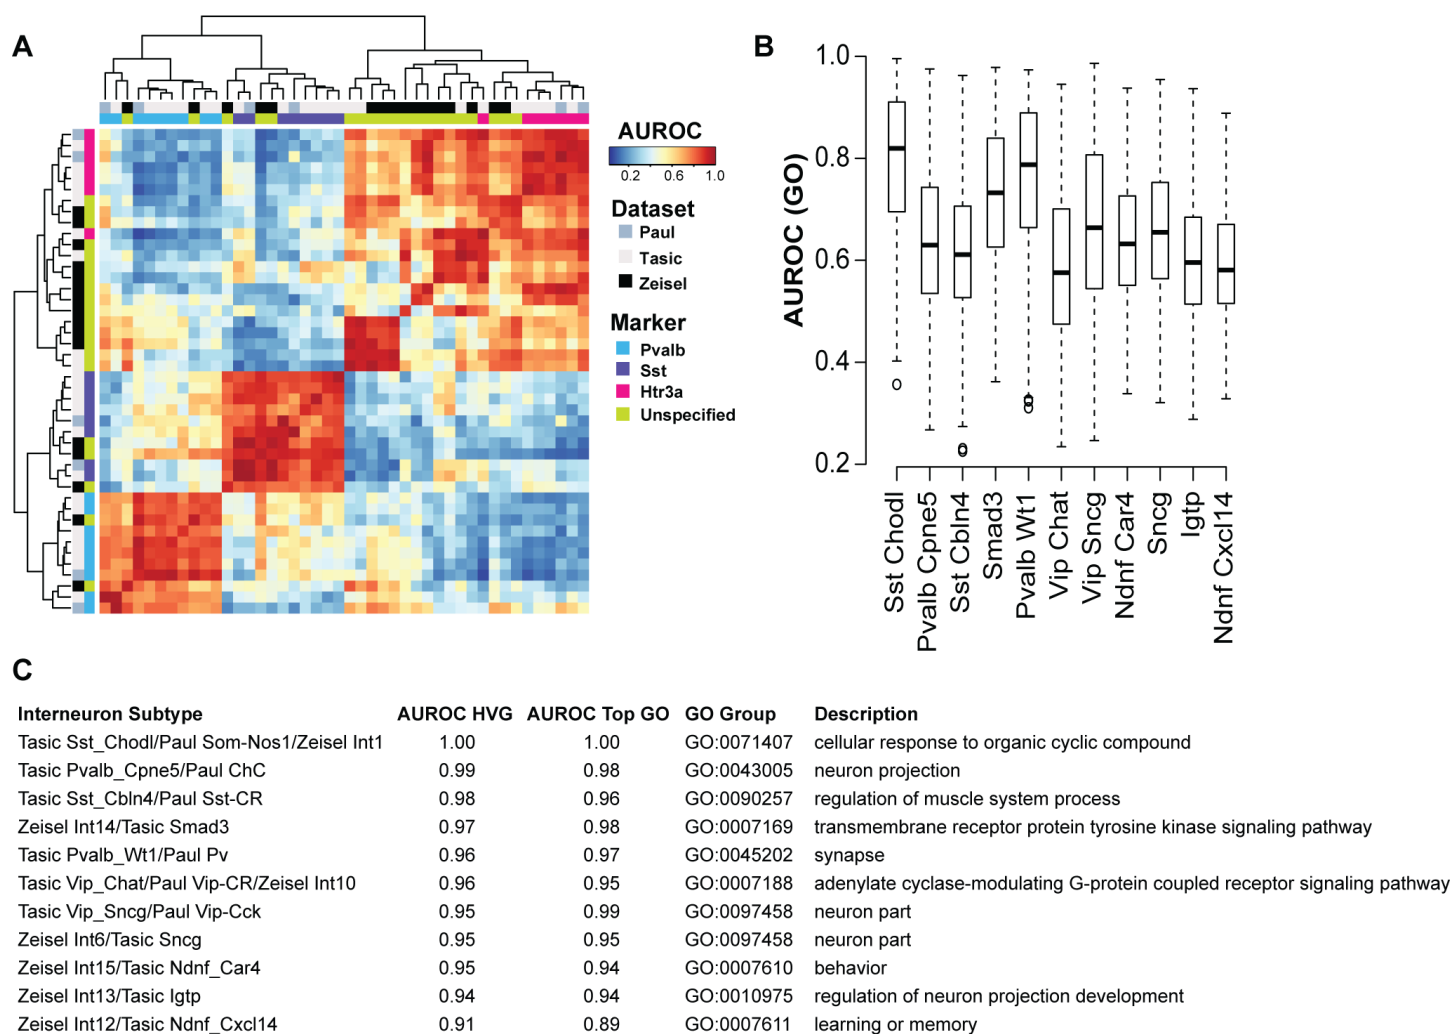 A
AUROC
0.2 0.6 1.0
Dataset
Paul
Tasic
Zeisel
Marker
Pvalb
Sst
Htr3a
Unspecified
B
AUROC (GO)
1.0
0.8
0.6
0.4
0.2
Sst Chodl
Pvalb Cpne5
Sst Cbln4
Smad3
Pvalb Wt1
Vip Chat
Vip Sncg
Ndnf Car4
Sncg
Igtp
Ndnf Cxcl14
C
Interneuron Subtype AUROC HVG AUROC Top GO GO Group Description
Tasic Sst_Chodl/Paul Som-Nos1/Zeisel Int1 1.00 1.00 GO:0071407 cellular response to organic cyclic compound
Tasic Pvalb_Cpne5/Paul ChC 0.99 0.98 GO:0043005 neuron projection
Tasic Sst_Cbln4/Paul Sst-CR 0.98 0.96 GO:0090257 regulation of muscle system process
Zeisel Int14/Tasic Smad3 0.97 0.98 GO:0007169 transmembrane receptor protein tyrosine kinase signaling pathway
Tasic Pvalb_Wt1/Paul Pv 0.96 0.97 GO:0045202 synapse
Tasic Vip_Chat/Paul Vip-CR/Zeisel Int10 0.96 0.95 GO:0007188 adenylate cyclase-modulating G-protein coupled receptor signaling pathway
Tasic Vip_Sncg/Paul Vip-Cck 0.95 0.99 GO:0097458 neuron part
Zeisel Int6/Tasic Sncg 0.95 0.95 GO:0097458 neuron part
Zeisel Int15/Tasic Ndnf_Car4 0.95 0.94 GO:0007610 behavior
Zeisel Int13/Tasic Igtp 0.94 0.94 GO:0010975 regulation of neuron projection development
Zeisel Int12/Tasic Ndnf_Cxcl14 0.91 0.89 GO:0007611 learning or memory